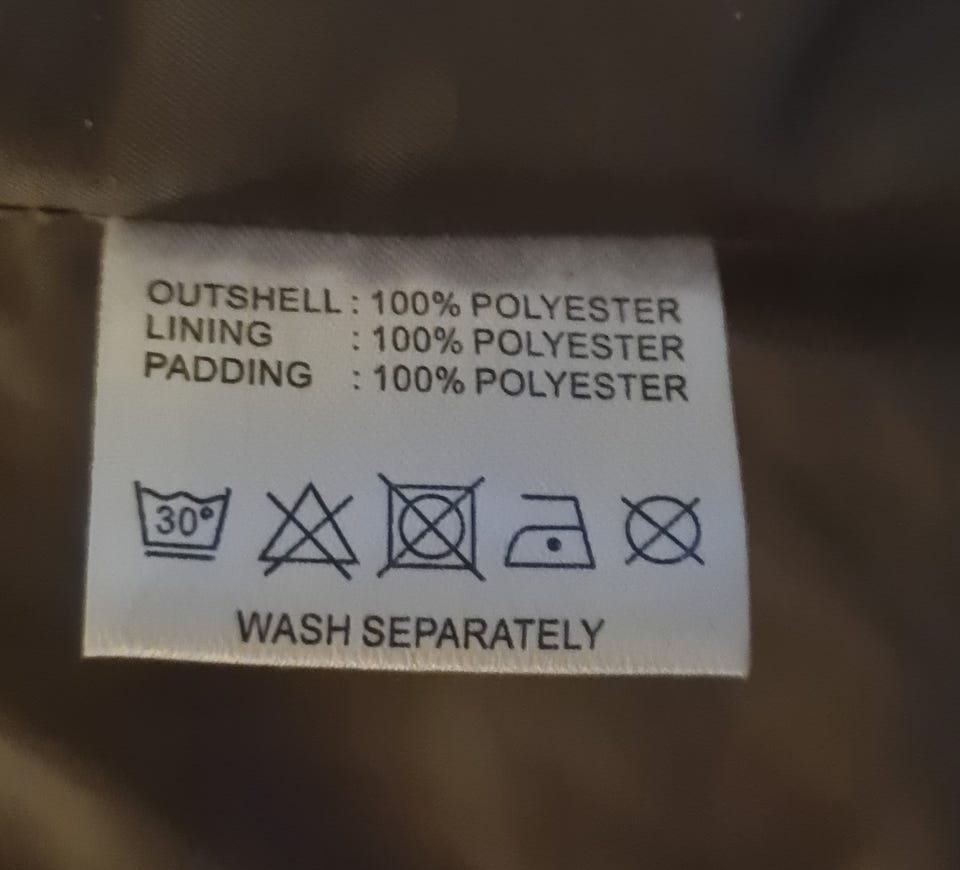 OUTSHELL : 100% POLYESTER
LINING : 100% POLYESTER
PADDING : 100% POLYESTER
30°
WASH SEPARATELY